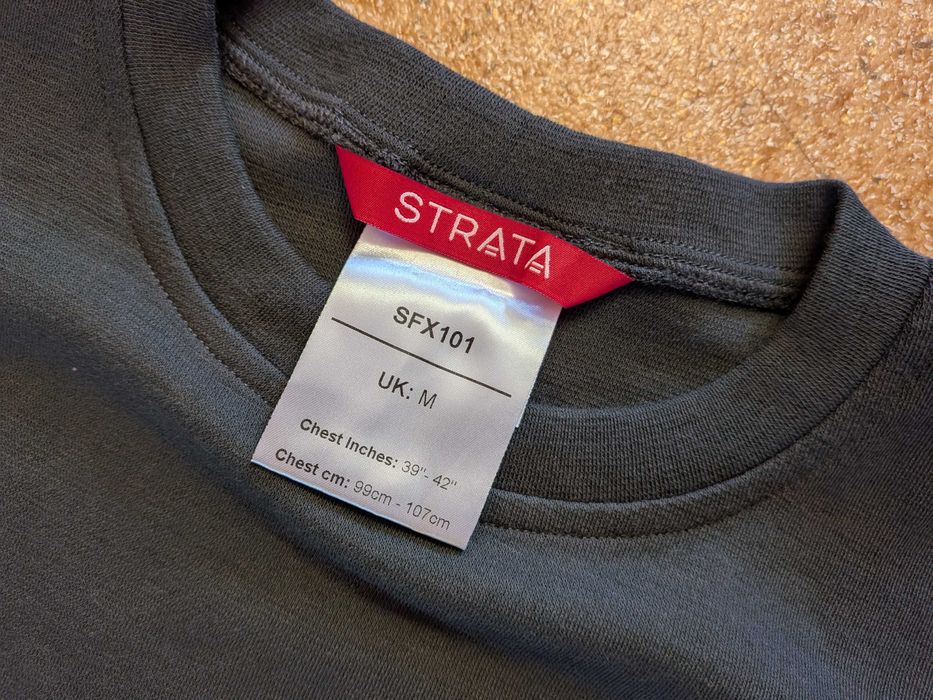 STRATA
SFX101
UK: M
Chest Inches: 39"- 42"
Chest cm: 99cm - 107cm